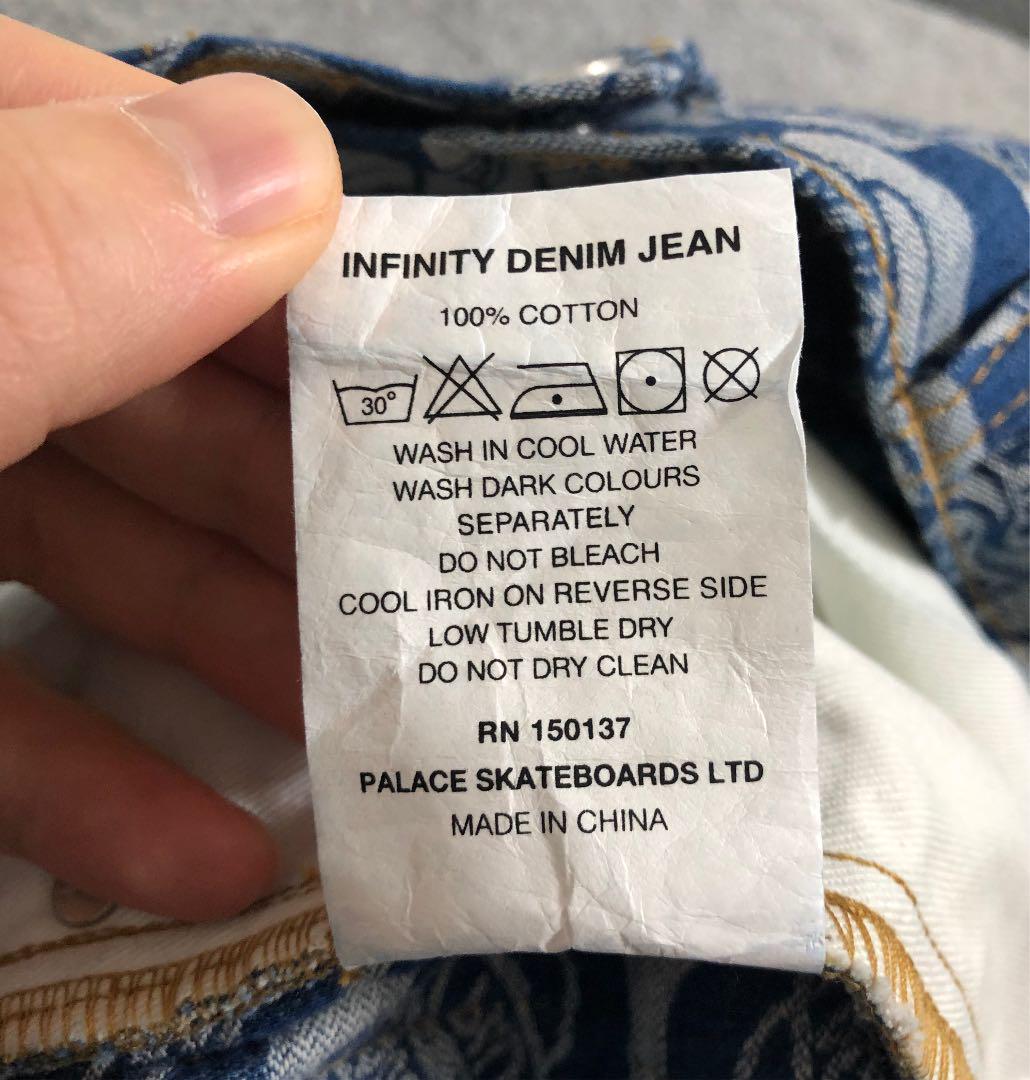 INFINITY DENIM JEAN
100% COTTON
30°
WASH IN COOL WATER
WASH DARK COLOURS
SEPARATELY
DO NOT BLEACH
COOL IRON ON REVERSE SIDE
LOW TUMBLE DRY
DO NOT DRY CLEAN
RN 150137
PALACE SKATEBOARDS LTD
MADE IN CHINA